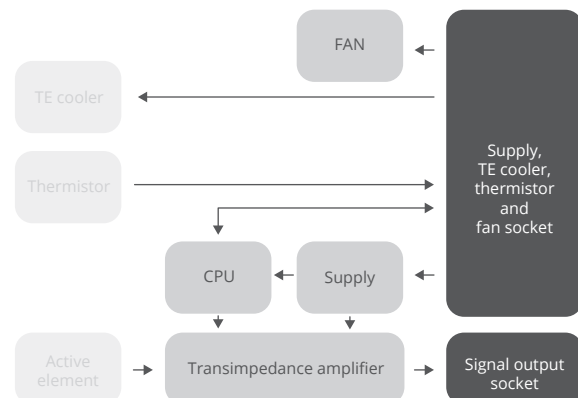 FAN
TE cooler
Thermistor
Supply,
TE cooler,
thermistor
and
fan socket
CPU
Supply
Active
element
Transimpedance amplifier
Signal output
socket